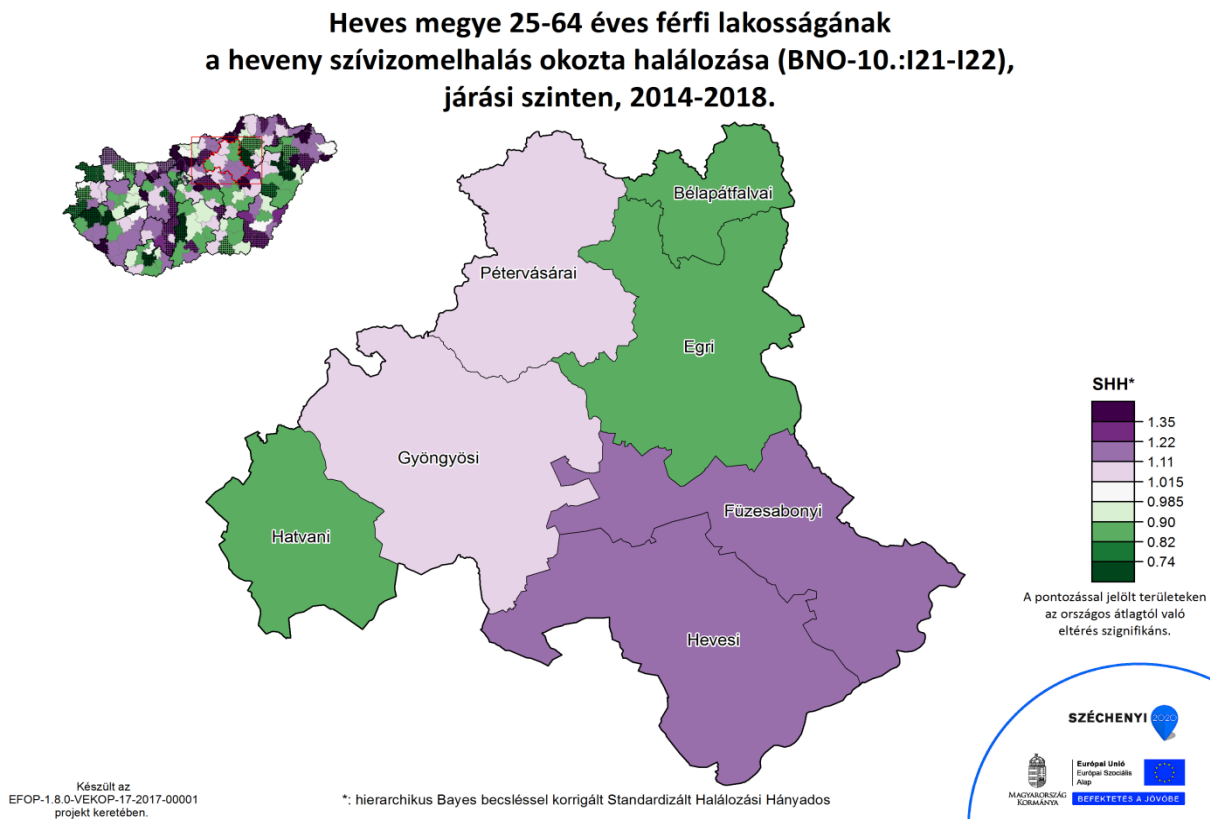 Heves megye 25-64 éves férfi lakosságának
a heveny szívizomelhalás okozta halálozása (BNO-10.:I21-I22),
járási szinten, 2014-2018.
Bélapátfalvai
Pétervásárai
Egri
Gyöngyösi
Hatvani
Füzesabonyi
Hevesi
SHH*
1.35
1.22
1.11
1.015
0.985
0.90
0.82
0.74
A pontozással jelölt területeken
az országos átlagtól való
eltérés szignifikáns.
SZÉCHENYI 2020
Magyarország
Kormánya
Európai Unió
Európai Szociális
Alap
BEFEKTETÉS A JÖVŐBE
Készült az
EFOP-1.8.0-VEKOP-17-2017-00001
projekt keretében.
*: hierarchikus Bayes becsléssel korrigált Standardizált Halálozási Hányados